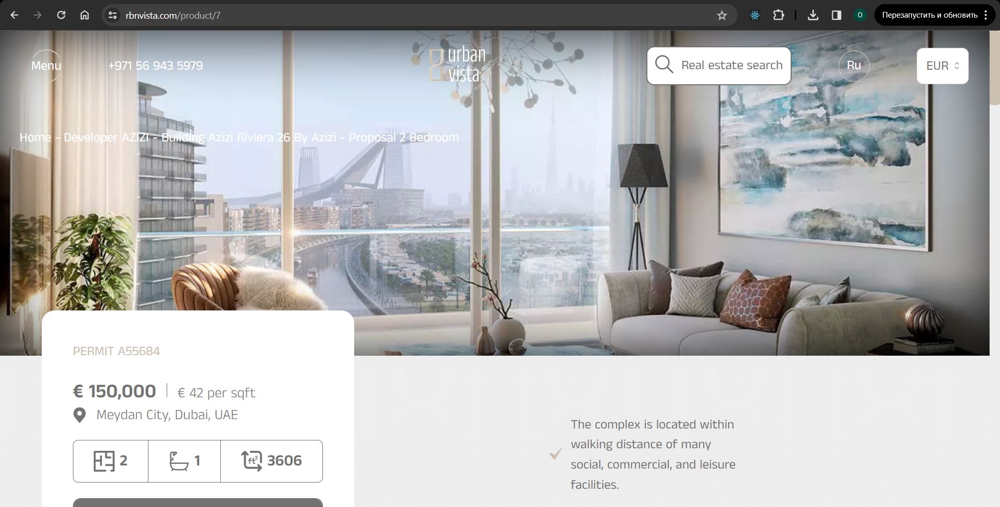 rbnvista.com/product/7
O
Перезапустить и обновить
Menu
+971 56 943 5979
urban
vista
Real estate search
Ru
EUR
Home - Developer AZIZI - Building Azizi Riviera 26 By Azizi - Proposal 2 Bedroom
PERMIT A55684
€ 150,000
€ 42 per sqft
Meydan City, Dubai, UAE
2
1
ft²
3606
The complex is located within
walking distance of many
social, commercial, and leisure
facilities.